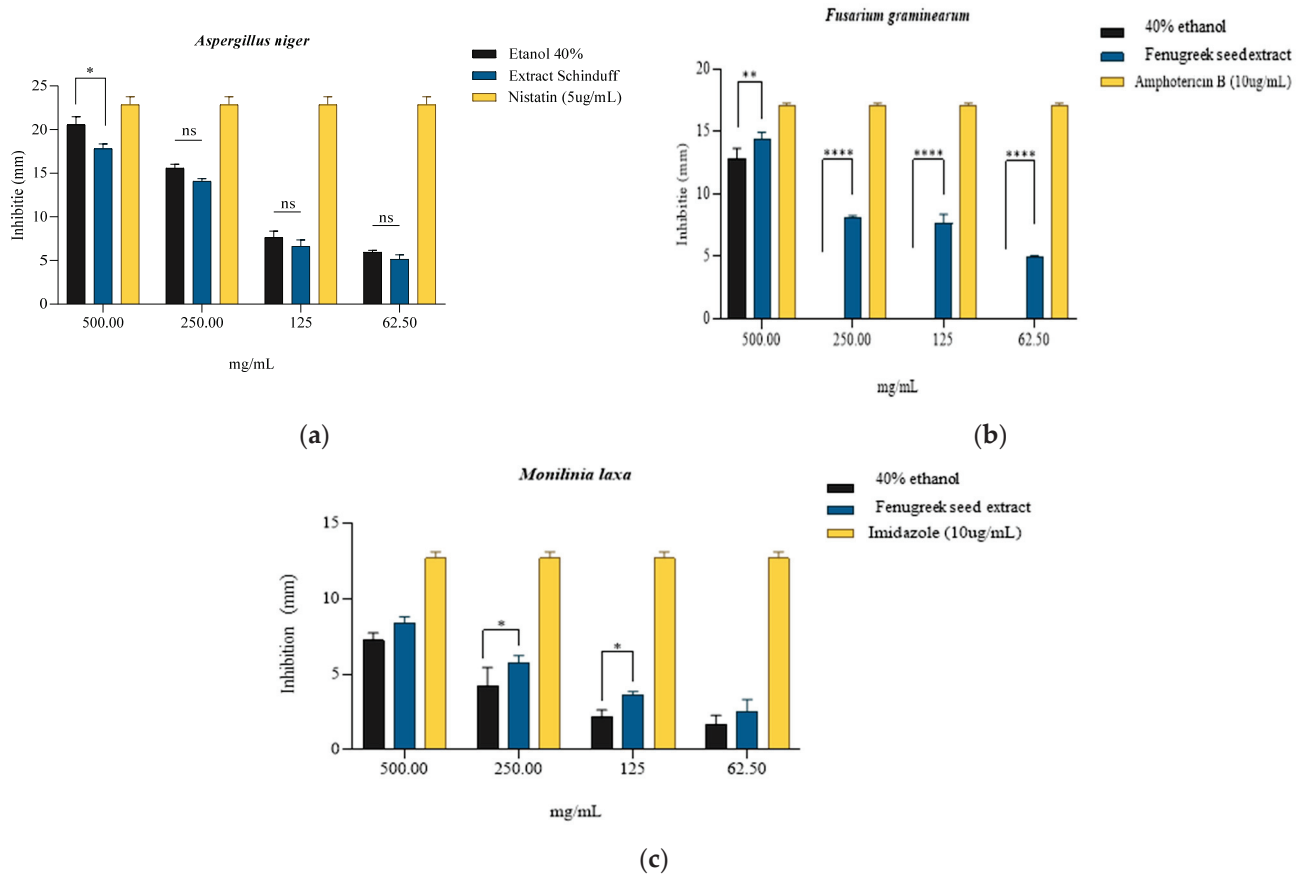 Aspergillus niger
Etanol 40%
Extract Schinduff
Nistatin (5ug/mL)
Inhibitie (mm)
25
20
15
10
5
0
*
ns
ns
ns
500.00 250.00 125 62.50
mg/mL
(a)
Fusarium graminearum
40% ethanol
Fenugreek seed extract
Amphotericin B (10ug/mL)
Inhibitie (mm)
20
15
10
5
0
**
****
****
****
500.00 250.00 125 62.50
mg/mL
(b)
Monilinia laxa
40% ethanol
Fenugreek seed extract
Imidazole (10ug/mL)
Inhibition (mm)
15
10
5
0
*
*
500.00 250.00 125 62.50
mg/mL
(c)